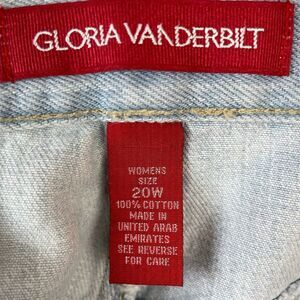 GLORIA VANDERBILT
WOMENS
SIZE
20W
100% COTTON
MADE IN
UNITED ARAB
EMIRATES
SEE REVERSE
FOR CARE